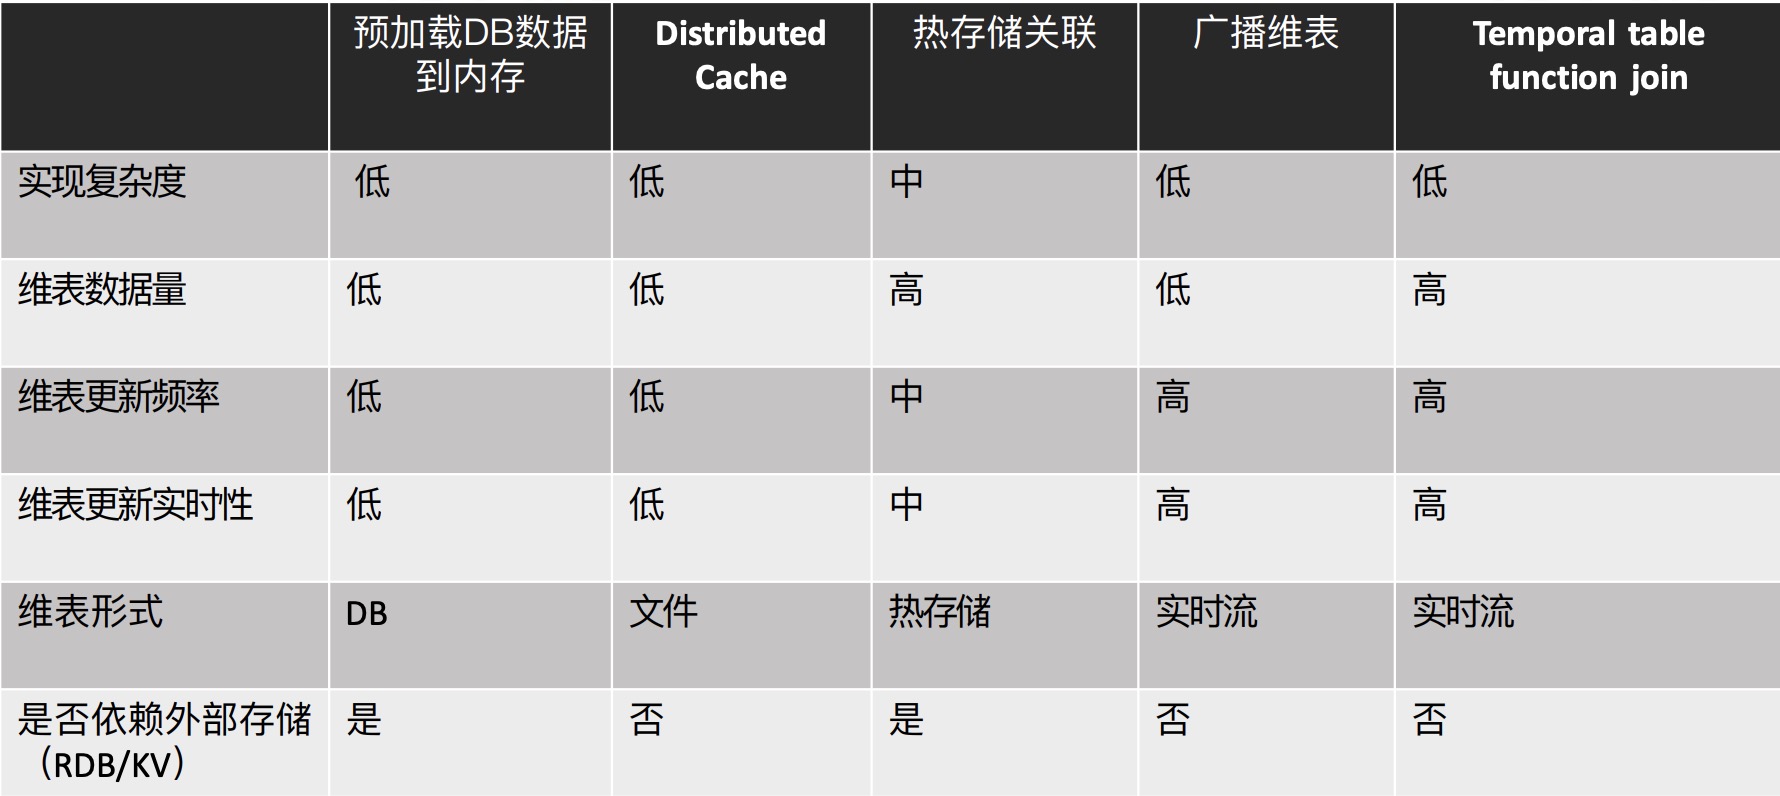 预加载DB数据
到内存
Distributed
Cache
热存储关联
广播维表
Temporal table
function join
实现复杂度 低 低 中 低 低
维表数据量 低 低 高 低 高
维表更新频率 低 低 中 高 高
维表更新实时性 低 低 中 高 高
维表形式 DB 文件 热存储 实时流 实时流
是否依赖外部存储 是 否 是 否 否
（RDB/KV）